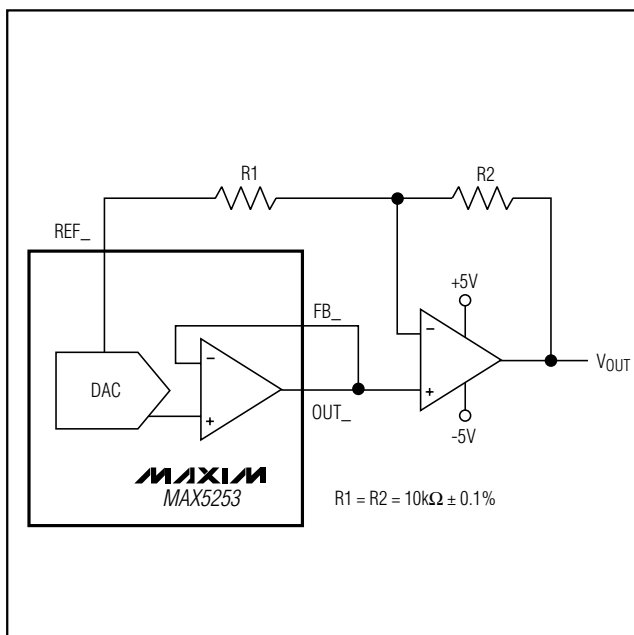 R1
R2
REF_
+5V
FB_
−
−
DAC
VOUT
+
+
OUT_
-5V
MAXIM
MAX5253
R1 = R2 = 10kΩ ± 0.1%